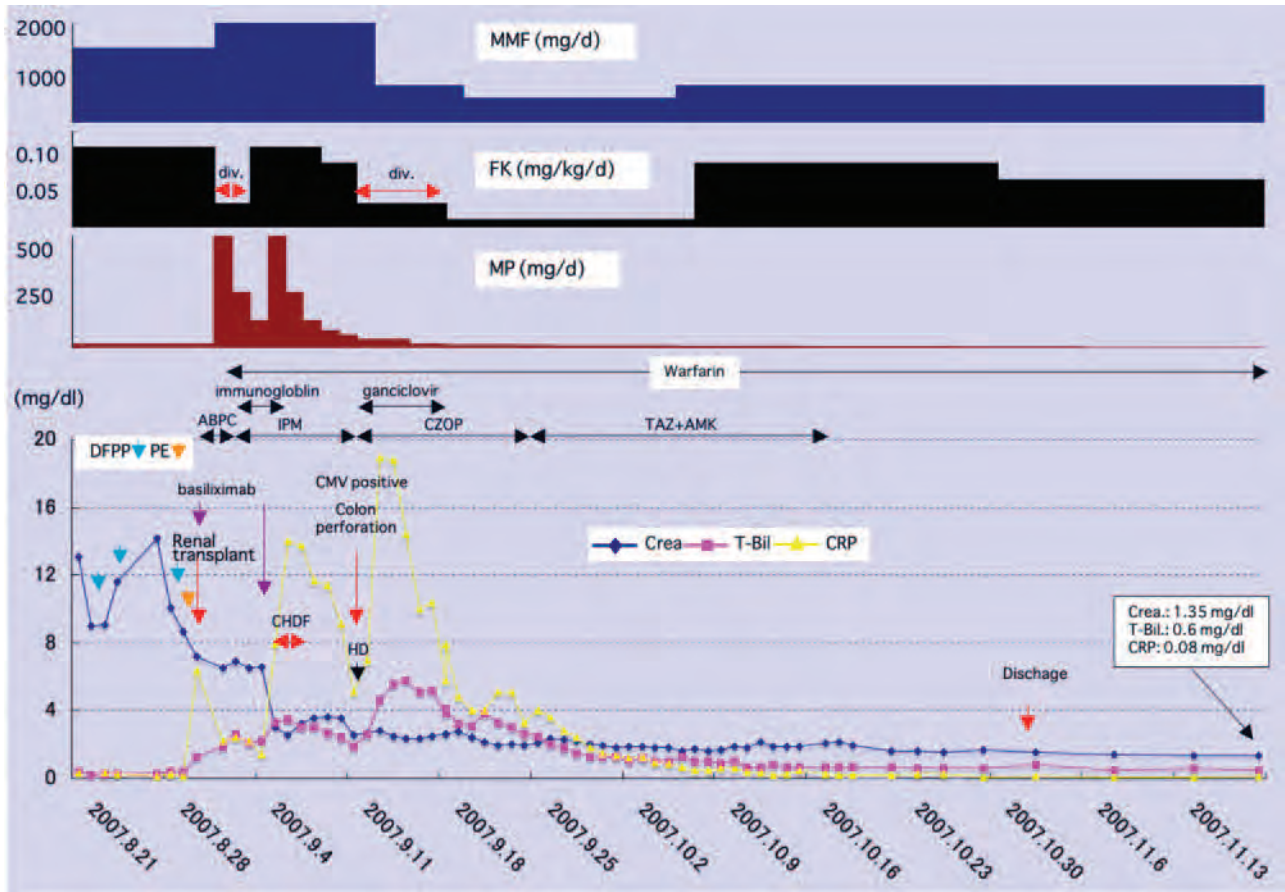 2000
MMF (mg/d)
1000
0.10
div.
div.
FK (mg/kg/d)
0.05
500
MP (mg/d)
250
Warfarin
(mg/dl)
immunogloblin
ganciclovir
ABPC
IPM
CZOP
TAZ+AMK
20
DFPP
PE
basiliximab
CMV positive
16
Colon
perforation
Renal
transplant
Crea
T-Bil
CRP
12
Crea.: 1.35 mg/dl
T-Bil.: 0.6 mg/dl
CRP: 0.08 mg/dl
CHDF
8
HD
Dischage
4
0
2007.8.21
2007.8.28
2007.9.4
2007.9.11
2007.9.18
2007.9.25
2007.10.2
2007.10.9
2007.10.16
2007.10.23
2007.10.30
2007.11.6
2007.11.13